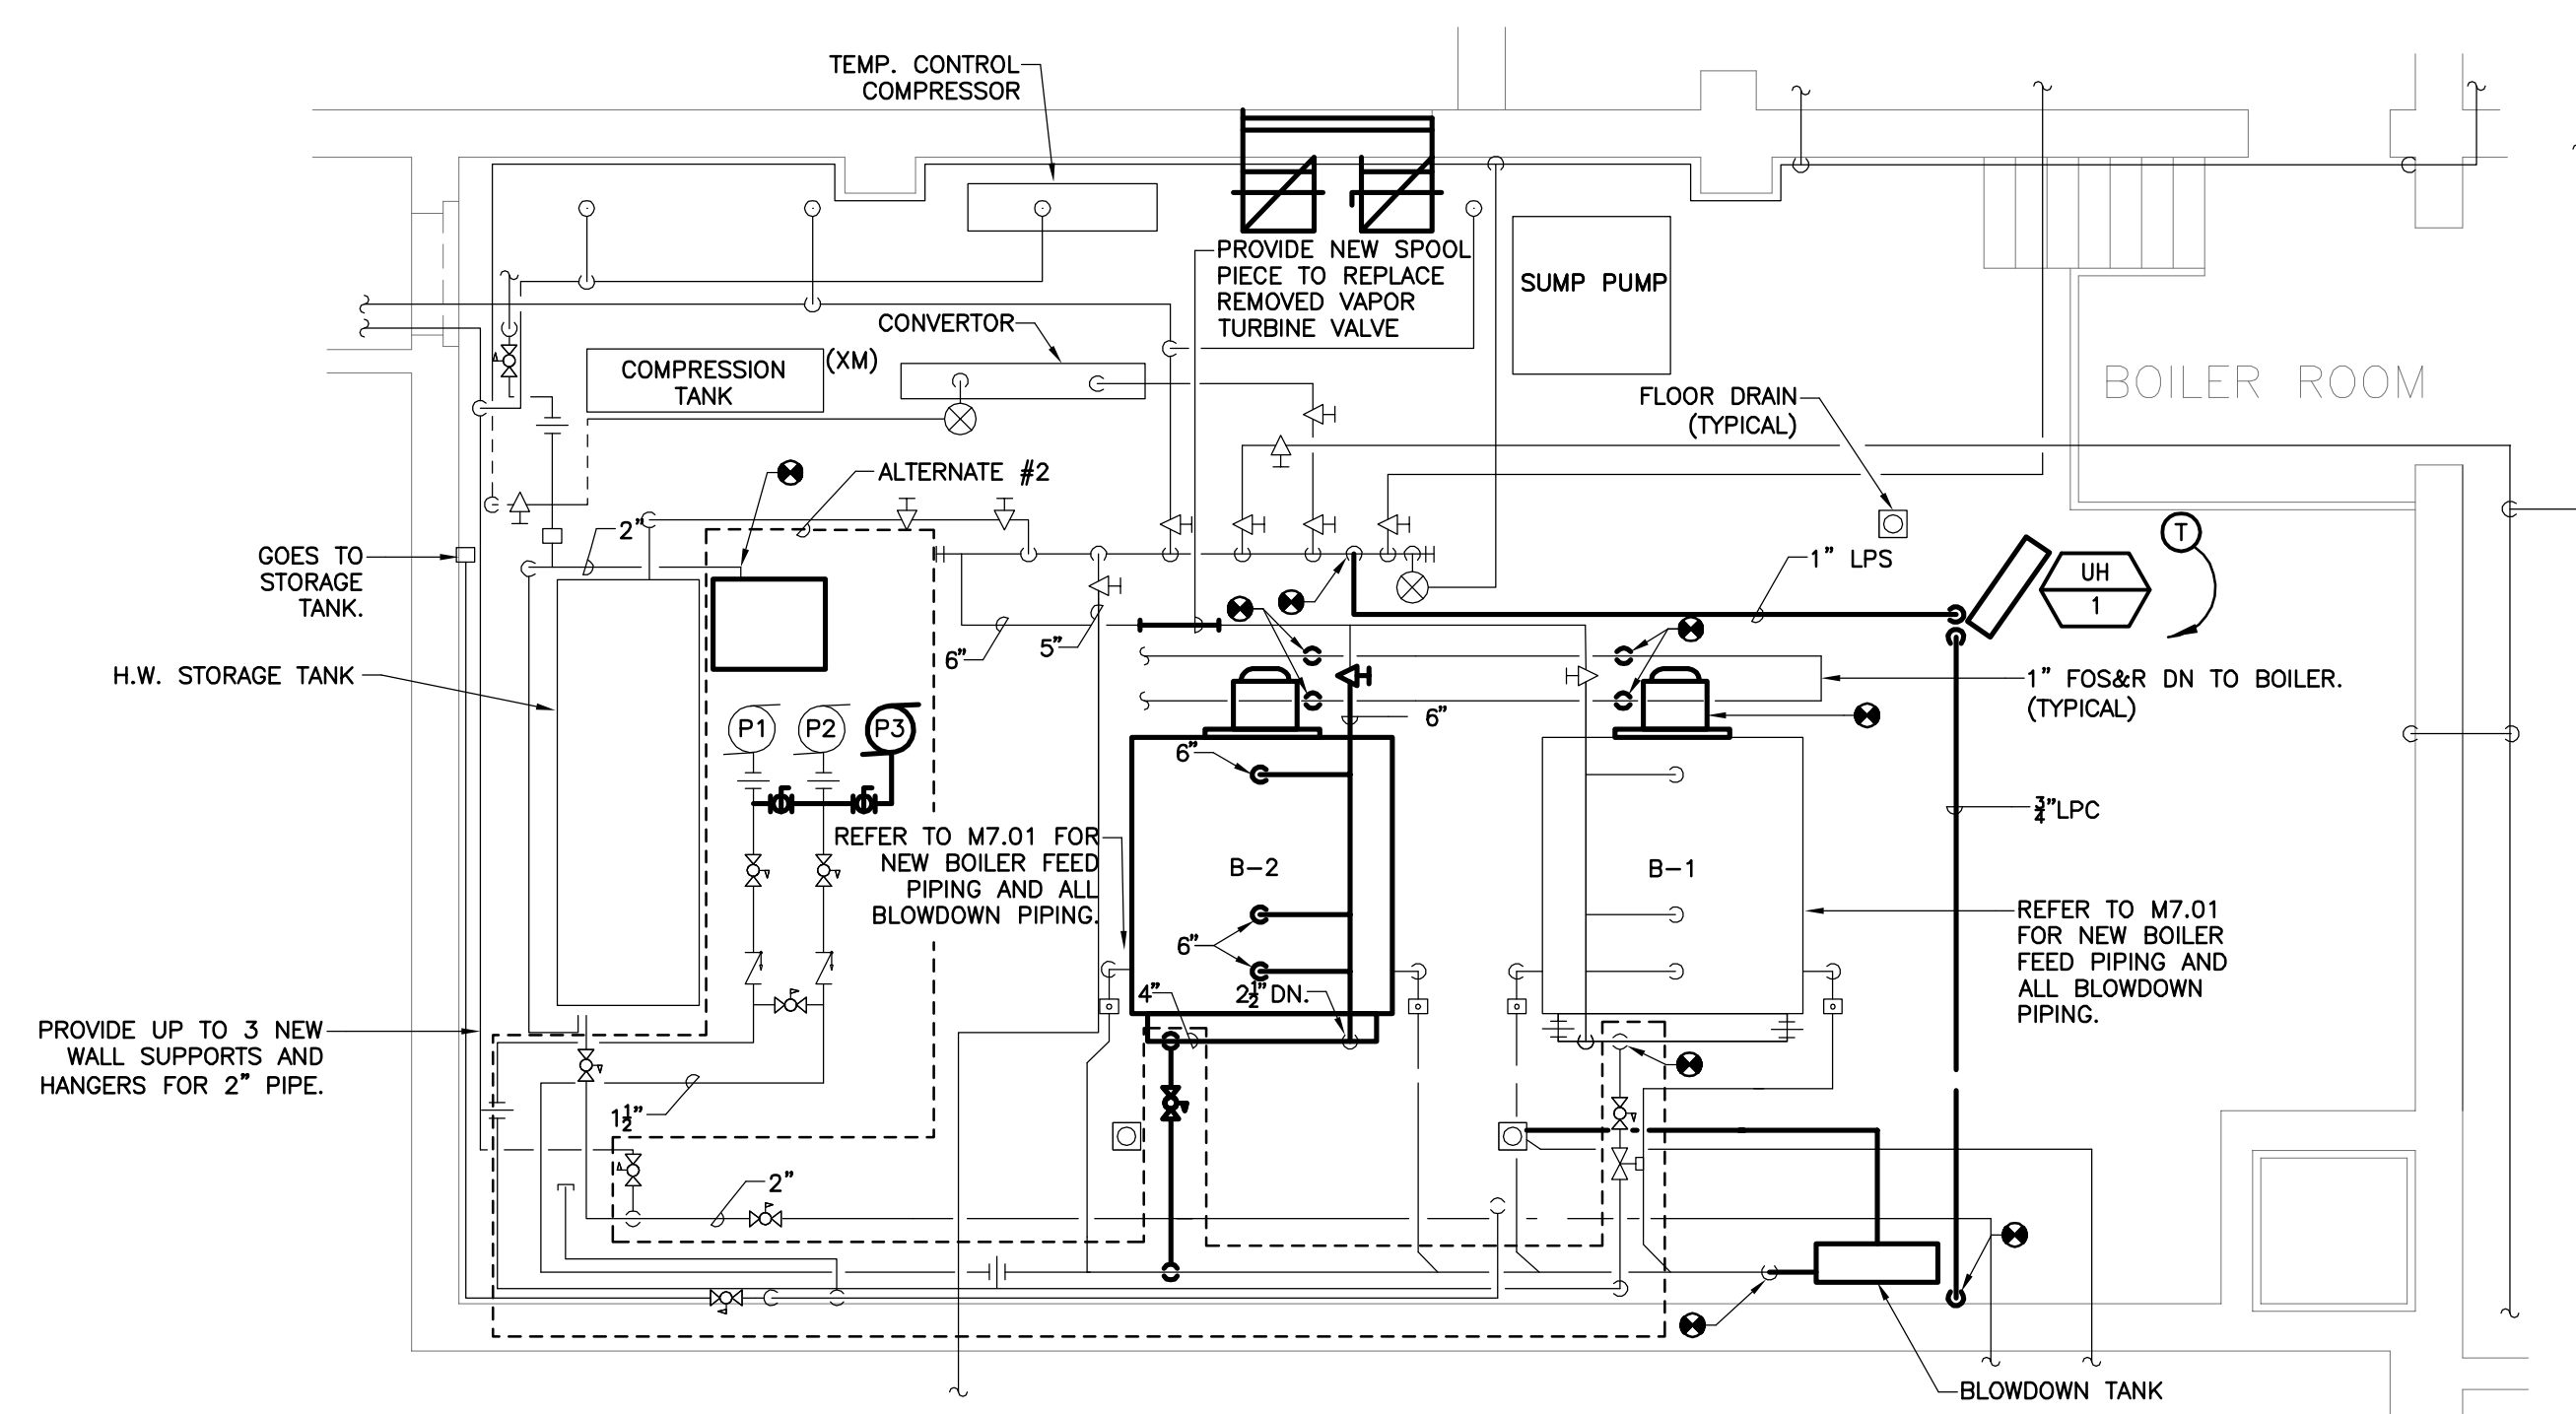 TEMP. CONTROL
COMPRESSOR
PROVIDE NEW SPOOL
PIECE TO REPLACE
REMOVED VAPOR
TURBINE VALVE
SUMP PUMP
CONVERTOR
COMPRESSION
TANK
(XM)
FLOOR DRAIN
(TYPICAL)
BOILER ROOM
ALTERNATE #2
2"
GOES TO
STORAGE
TANK.
1" LPS
T
UH
1
6"
5"
H.W. STORAGE TANK
1" FOS&R DN TO BOILER.
(TYPICAL)
P1
P2
P3
6"
6"
3/4"LPC
REFER TO M7.01 FOR
NEW BOILER FEED
PIPING AND ALL
BLOWDOWN PIPING.
B-2
B-1
6"
REFER TO M7.01
FOR NEW BOILER
FEED PIPING AND
ALL BLOWDOWN
PIPING.
4"
2 1/2" DN.
PROVIDE UP TO 3 NEW
WALL SUPPORTS AND
HANGERS FOR 2" PIPE.
1 1/2"
2"
BLOWDOWN TANK